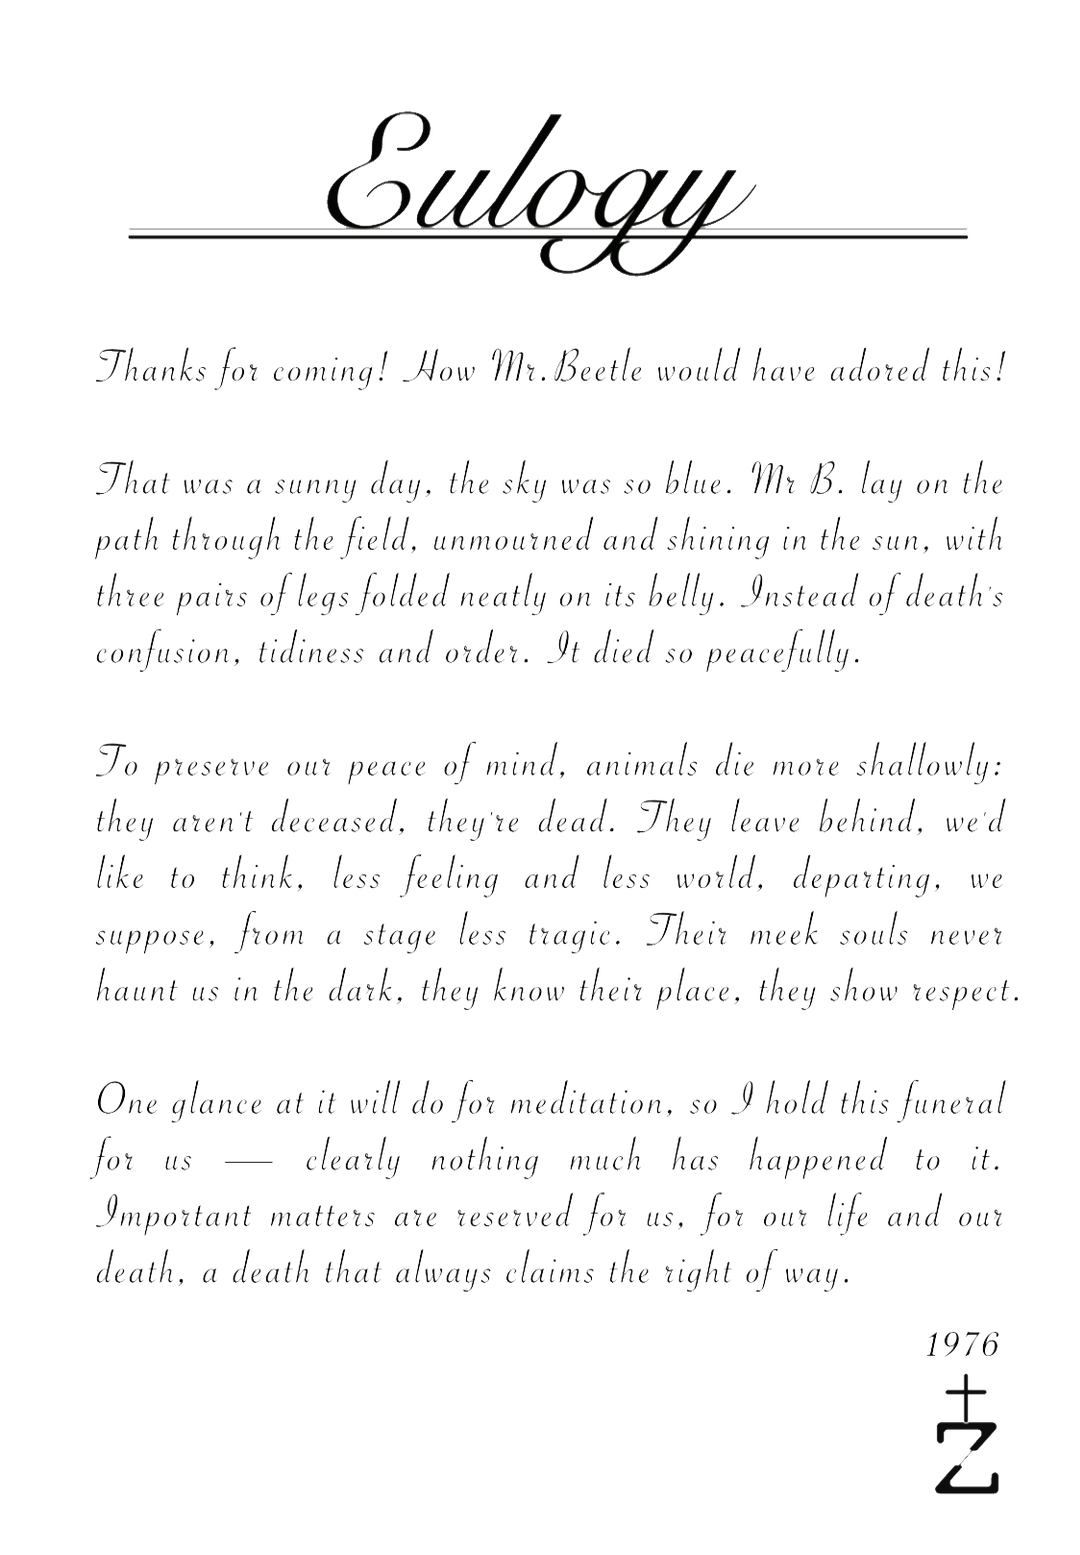 Eulogy
Thanks for coming! How Mr. Beetle would have adored this!
That was a sunny day, the sky was so blue. Mr B. lay on the
path through the field, unmourned and shining in the sun, with
three pairs of legs folded neatly on its belly. Instead of death's
confusion, tidiness and order. It died so peacefully.
To preserve our peace of mind, animals die more shallowly:
they aren't deceased, they're dead. They leave behind, we'd
like to think, less feeling and less world, departing, we
suppose, from a stage less tragic. Their meek souls never
haunt us in the dark, they know their place, they show respect.
One glance at it will do for meditation, so I hold this funeral
for us — clearly nothing much has happened to it.
Important matters are reserved for us, for our life and our
death, a death that always claims the right of way.
1976
Z